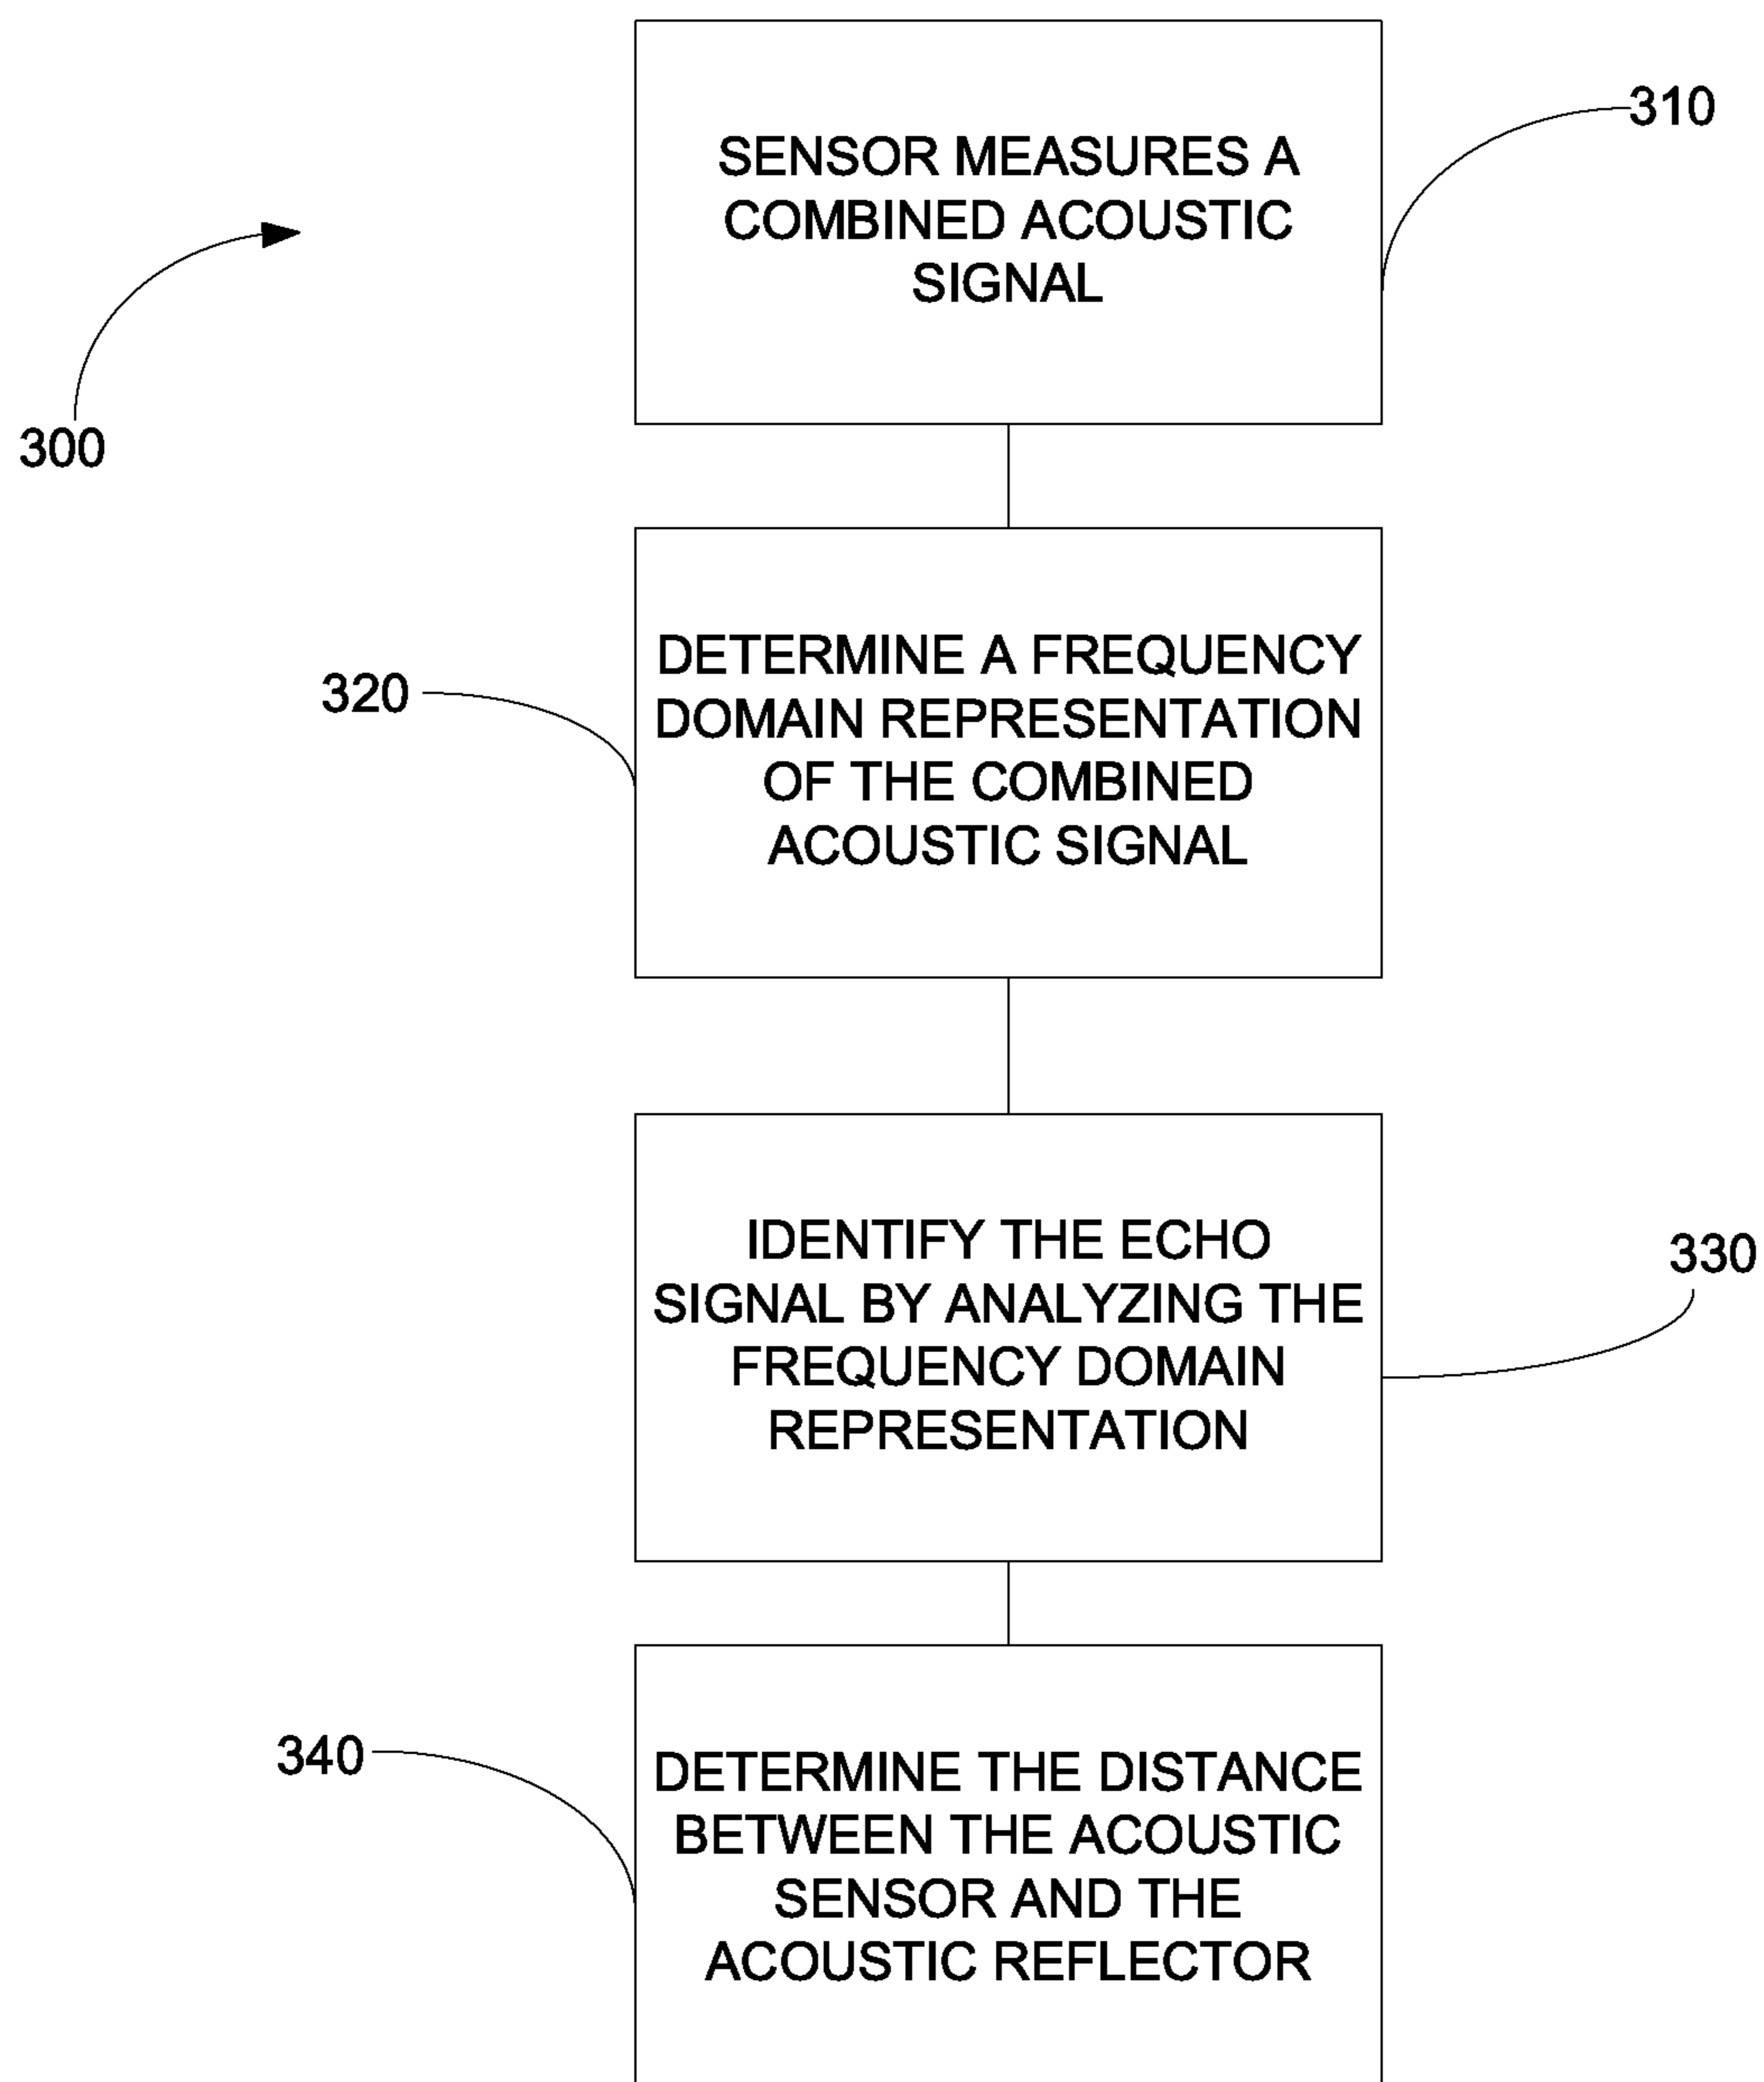 SENSOR MEASURES A
COMBINED ACOUSTIC
SIGNAL
310
300
DETERMINE A FREQUENCY
DOMAIN REPRESENTATION
OF THE COMBINED
ACOUSTIC SIGNAL
320
IDENTIFY THE ECHO
SIGNAL BY ANALYZING THE
FREQUENCY DOMAIN
REPRESENTATION
330
DETERMINE THE DISTANCE
BETWEEN THE ACOUSTIC
SENSOR AND THE
ACOUSTIC REFLECTOR
340